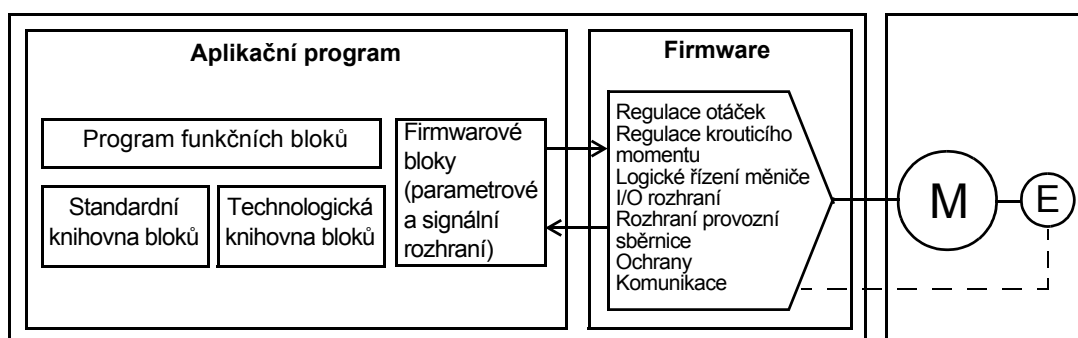 Aplikační program
Program funkčních bloků
Standardní
knihovna bloků
Technologická
knihovna bloků
Firmwarové
bloky
(parametrové
a signální
rozhraní)
Firmware
Regulace otáček
Regulace krouticího
momentu
Logické řízení měniče
I/O rozhraní
Rozhraní provozní
sběrnice
Ochrany
Komunikace
M
E